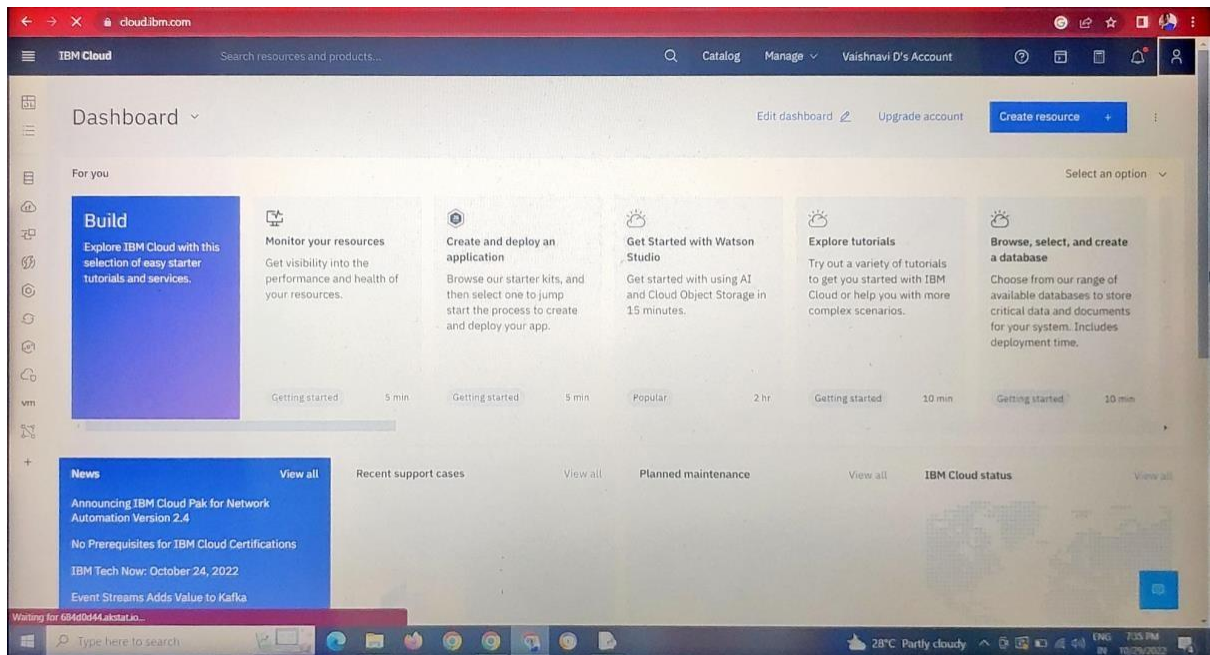 cloud.ibm.com
IBM Cloud
Search resources and products...
Catalog
Manage
Vaishnavi D's Account
Dashboard
Edit dashboard
Upgrade account
Create resource +
For you
Select an option
Build
Explore IBM Cloud with this
selection of easy starter
tutorials and services.
Monitor your resources
Get visibility into the
performance and health of
your resources.
Getting started
5 min
Create and deploy an
application
Browse our starter kits, and
then select one to jump
start the process to create
and deploy your app.
Getting started
5 min
Get Started with Watson
Studio
Get started with using AI
and Cloud Object Storage in
15 minutes.
Popular
2 hr
Explore tutorials
Try out a variety of tutorials
to get you started with IBM
Cloud or help you with more
complex scenarios.
Getting started
10 min
Browse, select, and create
a database
Choose from our range of
available databases to store
critical data and documents
for your system. Includes
deployment time.
Getting started
10 min
vm
News
View all
Announcing IBM Cloud Pak for Network
Automation Version 2.4
No Prerequisites for IBM Cloud Certifications
IBM Tech Now: October 24, 2022
Event Streams Adds Value to Kafka
Recent support cases
View all
Planned maintenance
View all
IBM Cloud status
View all
Waiting for 684d0d44.akstat.io...
Type here to search
28°C Partly cloudy
ENG
IN
7:35 PM
10/29/2022